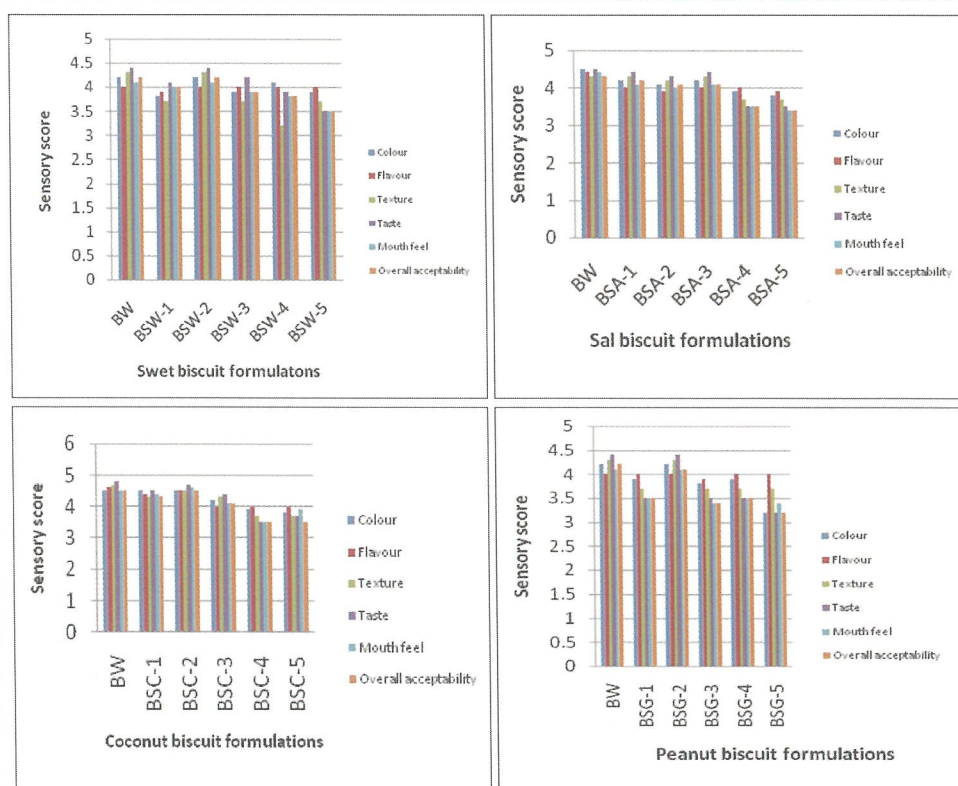 5
4.5
4
3.5
3
2.5
2
1.5
1
0.5
0
Sensory score
BW
BSW-1
BSW-2
BSW-3
BSW-4
BSW-5
Swet biscuit formulatons
Colour
Flavour
Texture
Taste
Mouth feel
Overall acceptability
5
4
3
2
1
0
Sensory score
BW
BSA-1
BSA-2
BSA-3
BSA-4
BSA-5
Sal biscuit formulations
Colour
Flavour
Texture
Taste
Mouth feel
Overall acceptability
6
5
4
3
2
1
0
Sensory score
BW
BSC-1
BSC-2
BSC-3
BSC-4
BSC-5
Coconut biscuit formulations
Colour
Flavour
Texture
Taste
Mouth feel
Overall acceptability
5
4.5
4
3.5
3
2.5
2
1.5
1
0.5
0
Sensory score
BW
BSG-1
BSG-2
BSG-3
BSG-4
BSG-5
Peanut biscuit formulations
Colour
Flavour
Texture
Taste
Mouth feel
Overall acceptability